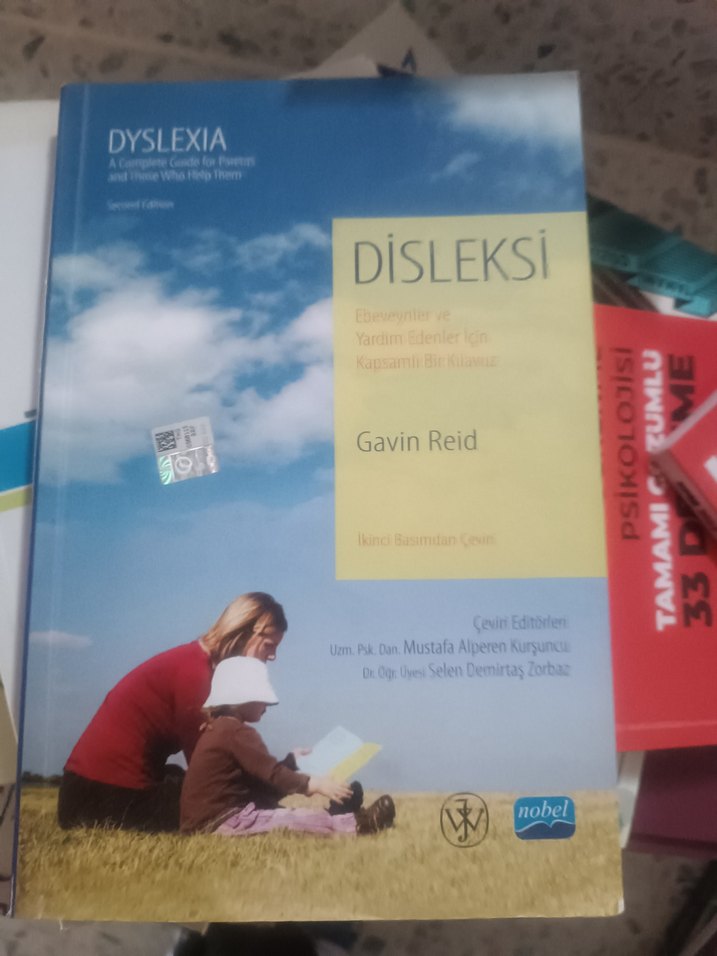 DYSLEXIA
A Complete Guide for Parents
and Those Who Help Them
Second Edition
DİSLEKSİ
Ebeveynler ve
Yardım Edenler İçin
Kapsamlı Bir Kılavuz
Gavin Reid
İkinci Basımdan Çeviri
Çeviri Editörleri
Uzm. Psk. Dan. Mustafa Alperen Kurşuncu
Dr. Öğr. Üyesi Selen Demirtaş Zorbaz
nobel
PSİKOLOJİSİ
TAMAMI
33